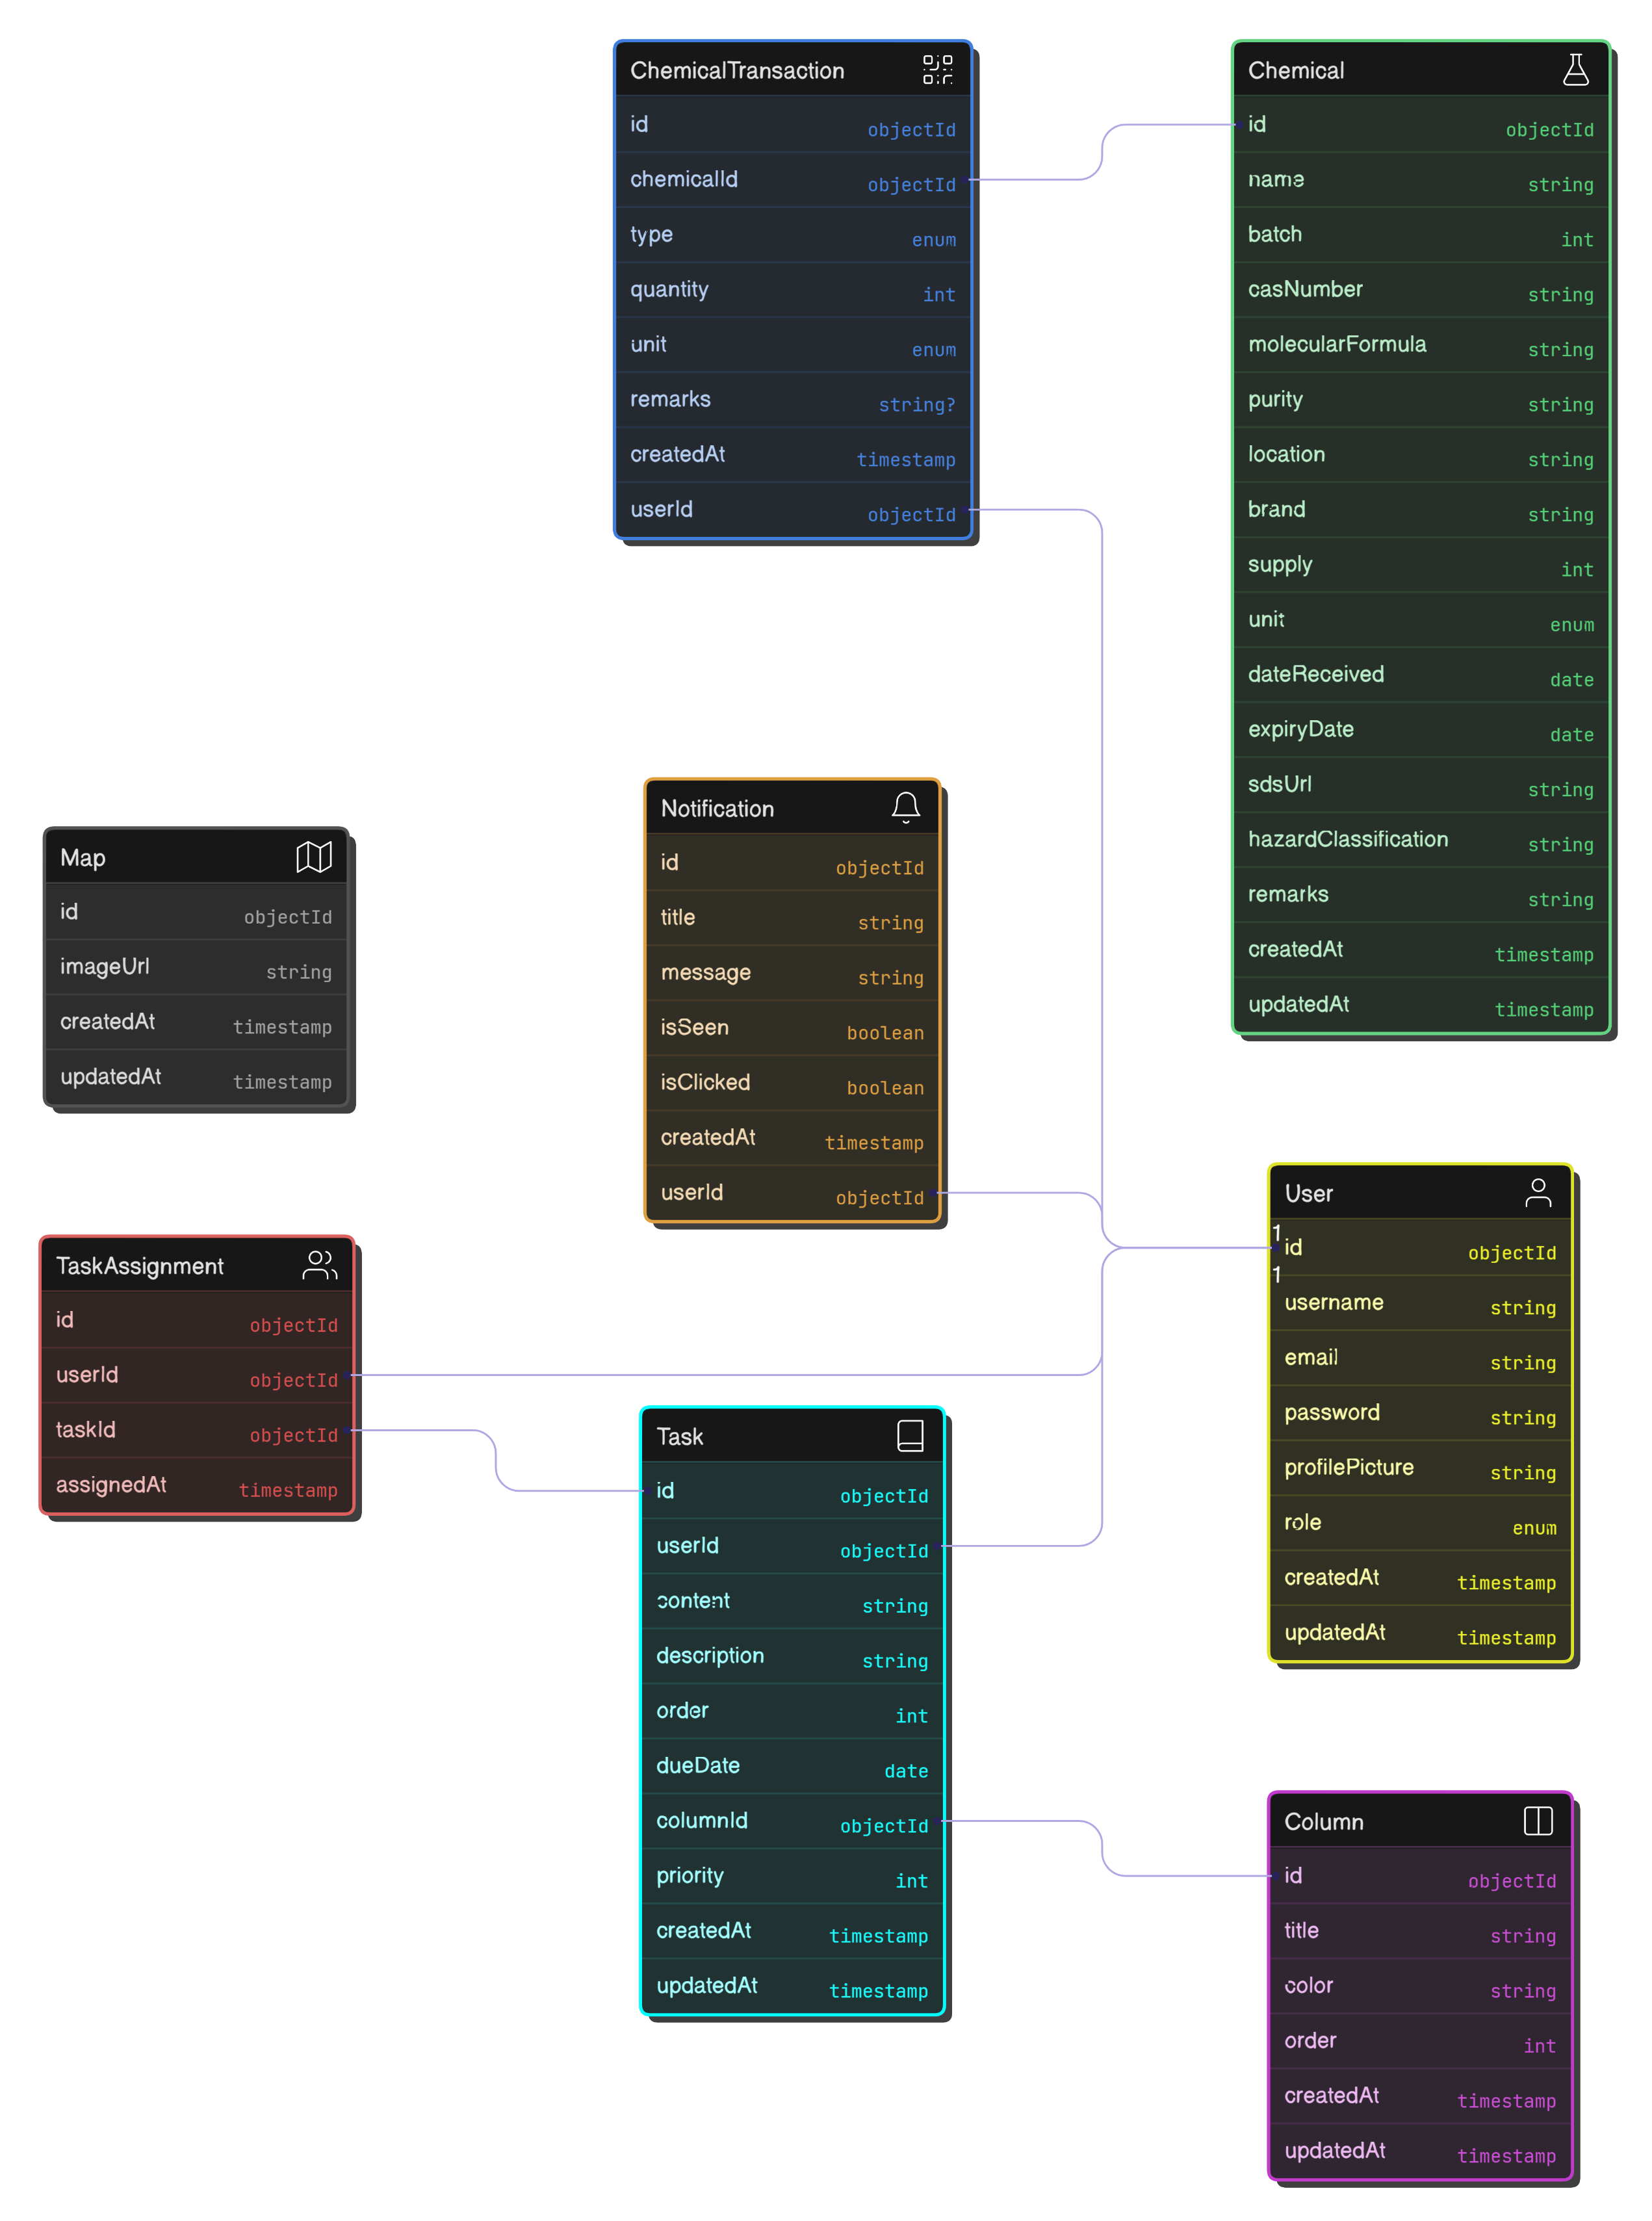 ChemicalTransaction
id objectId
chemicalId objectId
type enum
quantity int
unit enum
remarks string?
createdAt timestamp
userId objectId
Chemical
id objectId
name string
batch int
casNumber string
molecularFormula string
purity string
location string
brand string
supply int
unit enum
dateReceived date
expiryDate date
sdsUrl string
hazardClassification string
remarks string
createdAt timestamp
updatedAt timestamp
Notification
id objectId
title string
message string
isSeen boolean
isClicked boolean
createdAt timestamp
userId objectId
Map
id objectId
imageUrl string
createdAt timestamp
updatedAt timestamp
User
1
id objectId
1
username string
email string
password string
profilePicture string
role enum
createdAt timestamp
updatedAt timestamp
TaskAssignment
id objectId
userId objectId
taskId objectId
assignedAt timestamp
Task
id objectId
userId objectId
content string
description string
order int
dueDate date
columnId objectId
priority int
createdAt timestamp
updatedAt timestamp
Column
id objectId
title string
color string
order int
createdAt timestamp
updatedAt timestamp